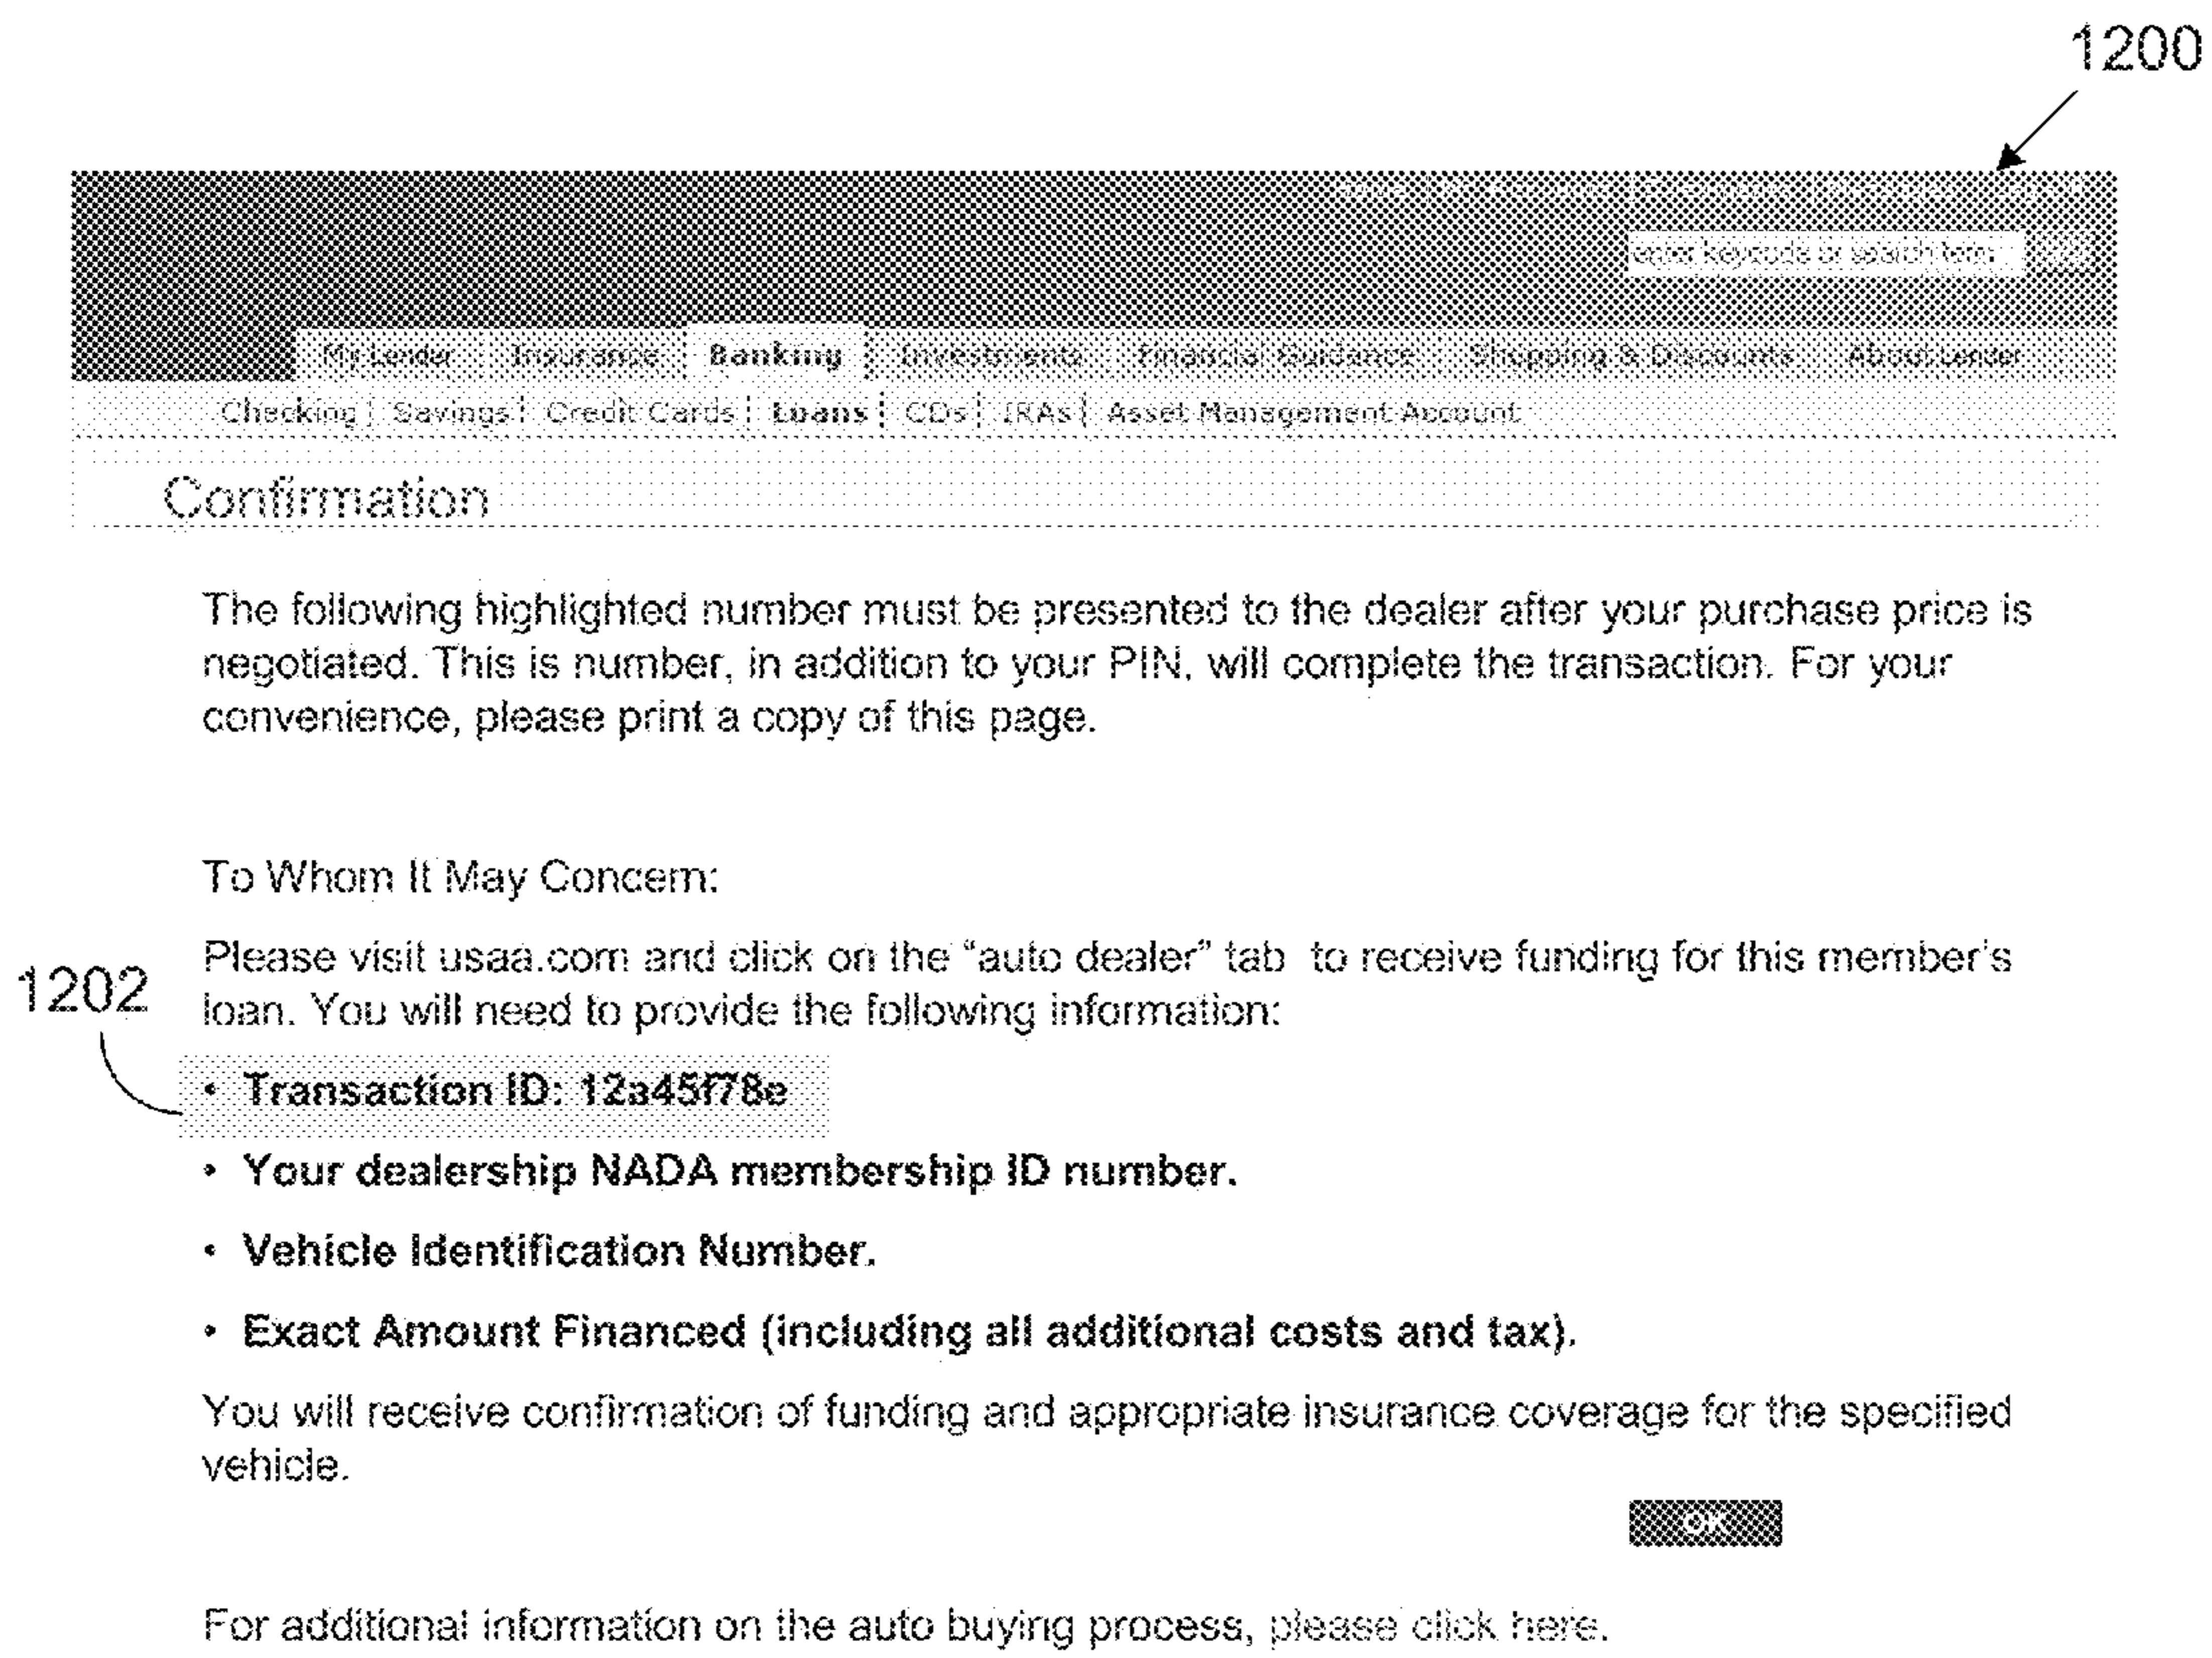 1200
enter keycode or search term
My Lender Insurance Banking Investments Financial Guidance Shopping & Discounts About Lender
Checking Savings Credit Cards Loans CDs IRAs Asset Management Account
Confirmation
The following highlighted number must be presented to the dealer after your purchase price is
negotiated. This is number, in addition to your PIN, will complete the transaction. For your
convenience, please print a copy of this page.
To Whom It May Concern:
Please visit usaa.com and click on the “auto dealer” tab to receive funding for this member's
1202
loan. You will need to provide the following information:
• Transaction ID: 12a45f78e
• Your dealership NADA membership ID number.
• Vehicle Identification Number.
• Exact Amount Financed (including all additional costs and tax).
You will receive confirmation of funding and appropriate insurance coverage for the specified
vehicle.
OK
For additional information on the auto buying process, please click here.